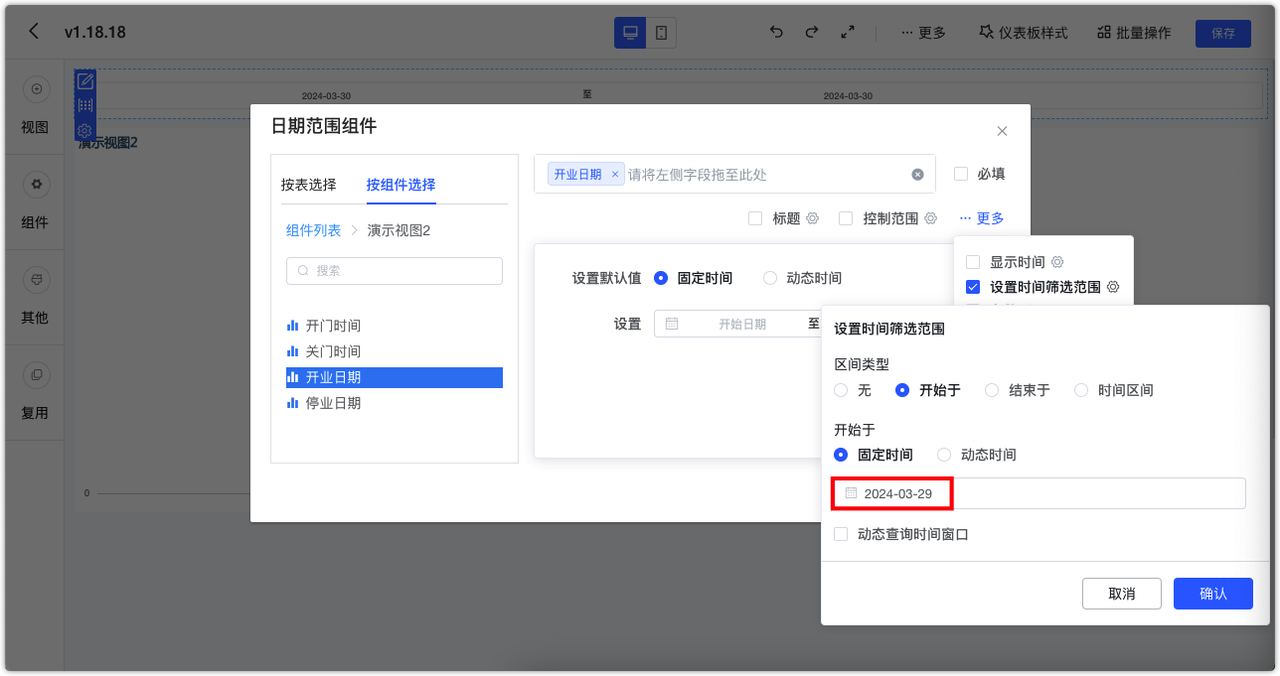 v1.18.18
··· 更多
仪表板样式
批量操作
保存
视图
组件
其他
复用
2024-03-30
至
2024-03-30
演示视图2
0
日期范围组件
按表选择
按组件选择
组件列表 > 演示视图2
搜索
开门时间
关门时间
开业日期
停业日期
开业日期 × 请将左侧字段拖至此处
必填
标题
控制范围
··· 更多
设置默认值
固定时间
动态时间
设置
开始日期
至
显示时间
设置时间筛选范围
设置时间筛选范围
区间类型
无
开始于
结束于
时间区间
开始于
固定时间
动态时间
2024-03-29
动态查询时间窗口
取消
确认